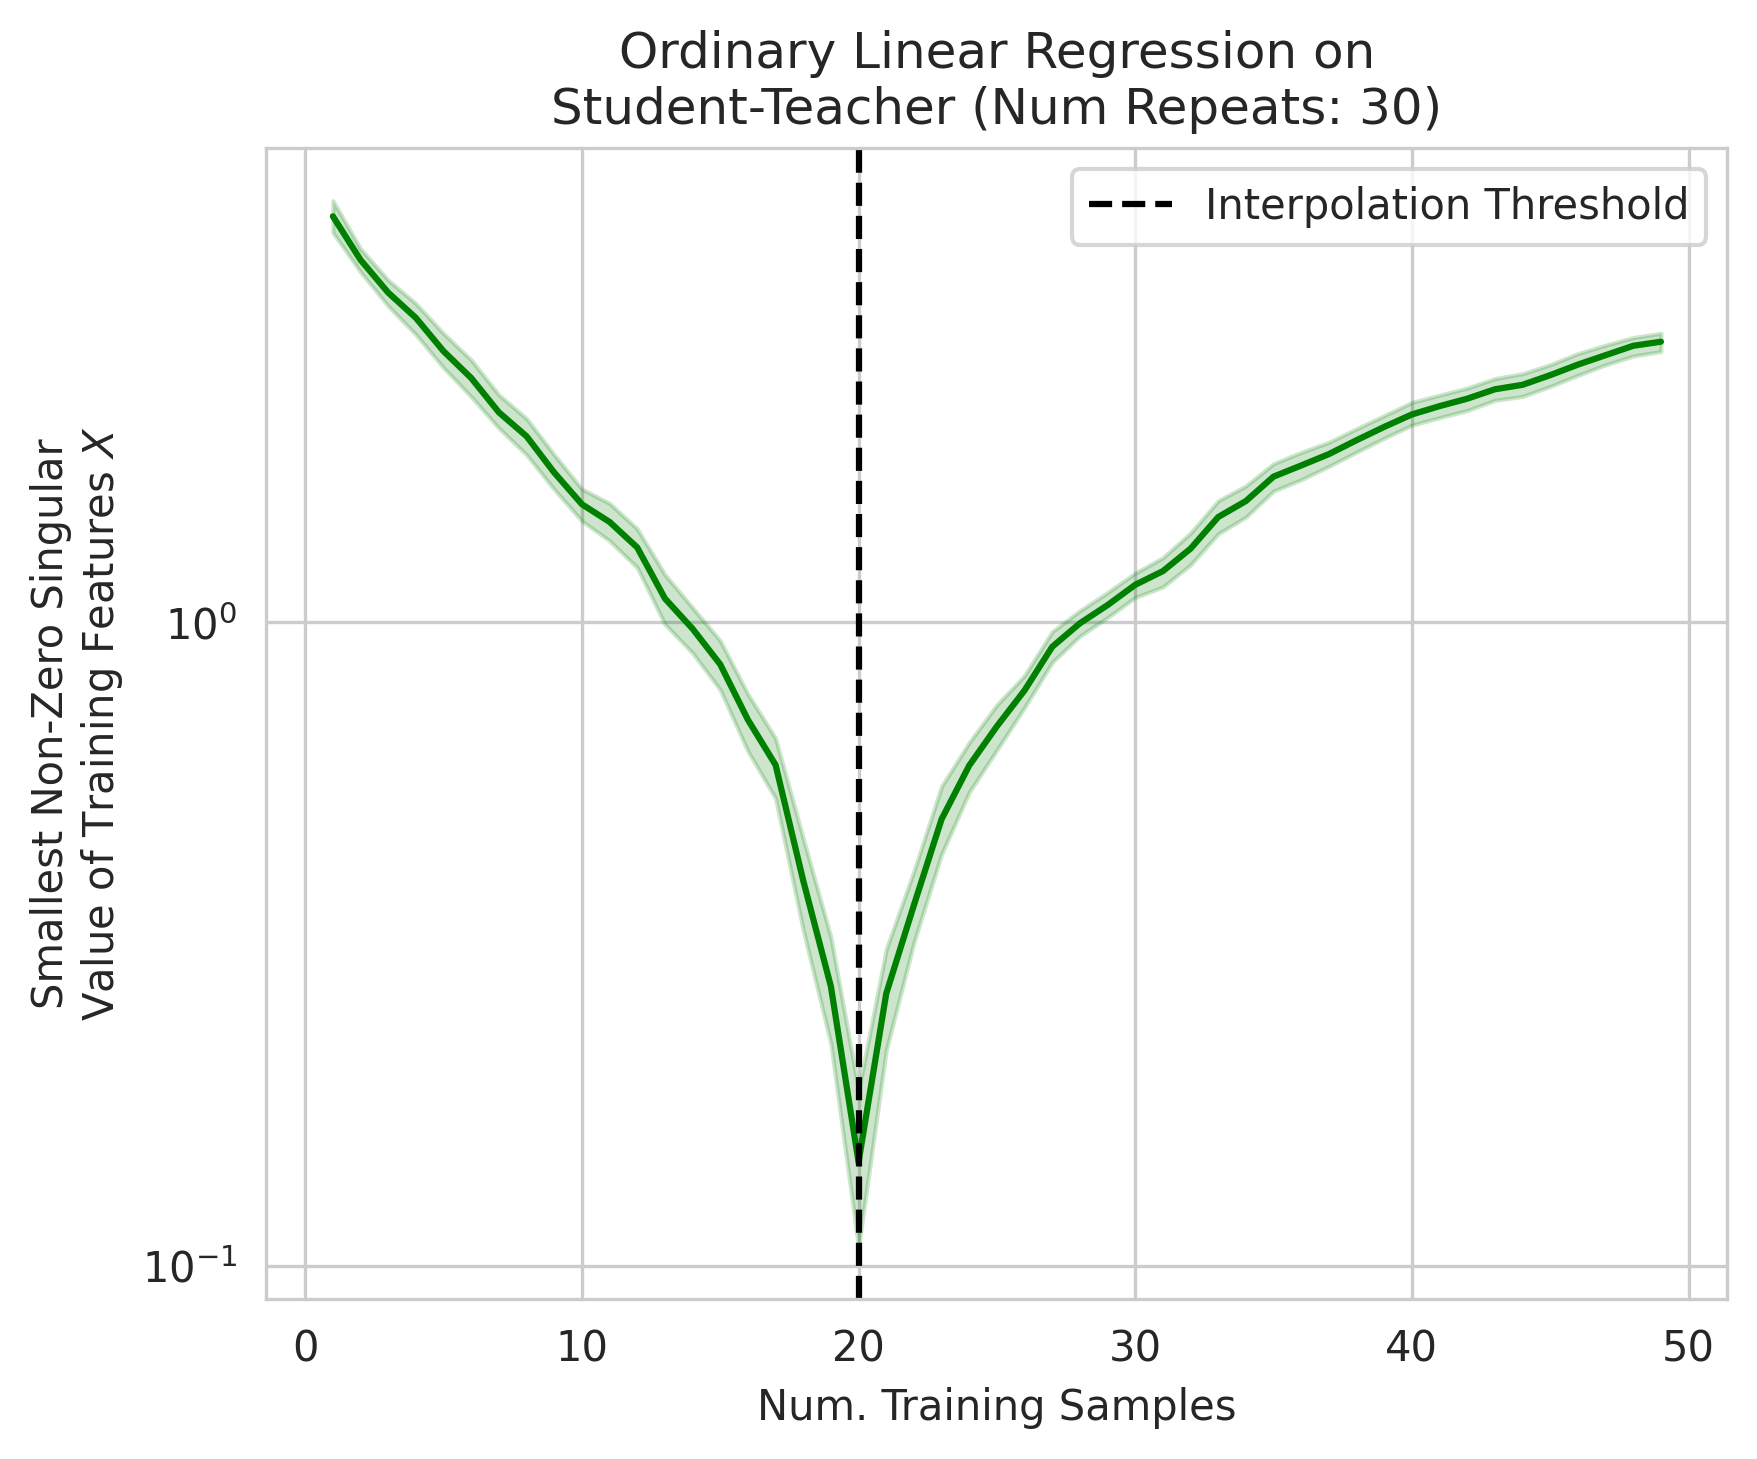 Ordinary Linear Regression on
Student-Teacher (Num Repeats: 30)
Interpolation Threshold
Smallest Non-Zero Singular
Value of Training Features X
10⁰
10⁻¹
0 10 20 30 40 50
Num. Training Samples